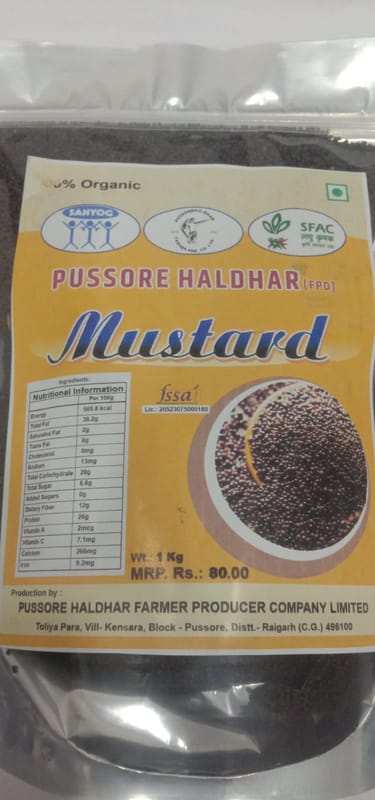 % Organic
SAHYOG
SFAC
लघु कृषक
PUSSORE HALDHAR (FPO)
Mustard
Ingredients:
Nutritional Information
Per 100g
Energy 565.8 kcal
Total Fat 36.2g
Saturated Fat 2g
Trans Fat 0g
Cholesterol 0mg
Sodium 13mg
Total Carbohydrate 28g
Total Sugar 6.8g
Added Sugars 0g
Dietary Fiber 12g
Protein 26g
Vitamin A 2mcg
Vitamin C 7.1mg
Calcium 266mg
Iron 9.2mg
fssai
Lic.: 20523075000180
Wt.: 1 Kg
MRP. Rs.: 80.00
Production by :
PUSSORE HALDHAR FARMER PRODUCER COMPANY LIMITED
Toliya Para, Vill- Kensara, Block - Pussore, Distt.- Raigarh (C.G.) 496100